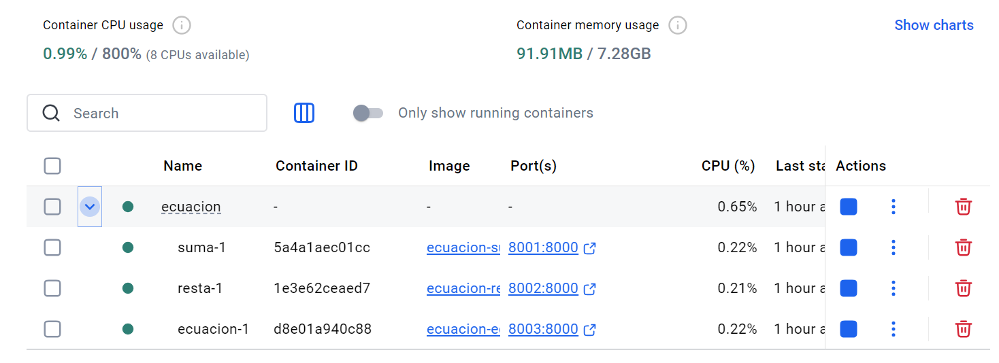 Container CPU usage Container memory usage Show charts
0.99% / 800% (8 CPUs available) 91.91MB / 7.28GB
Search Only show running containers
Name Container ID Image Port(s) CPU (%) Last sta Actions
ecuacion - - - 0.65% 1 hour a
suma-1 5a4a1aec01cc ecuacion-su 8001:8000 0.22% 1 hour a
resta-1 1e3e62ceaed7 ecuacion-re 8002:8000 0.21% 1 hour a
ecuacion-1 d8e01a940c88 ecuacion-e 8003:8000 0.22% 1 hour a